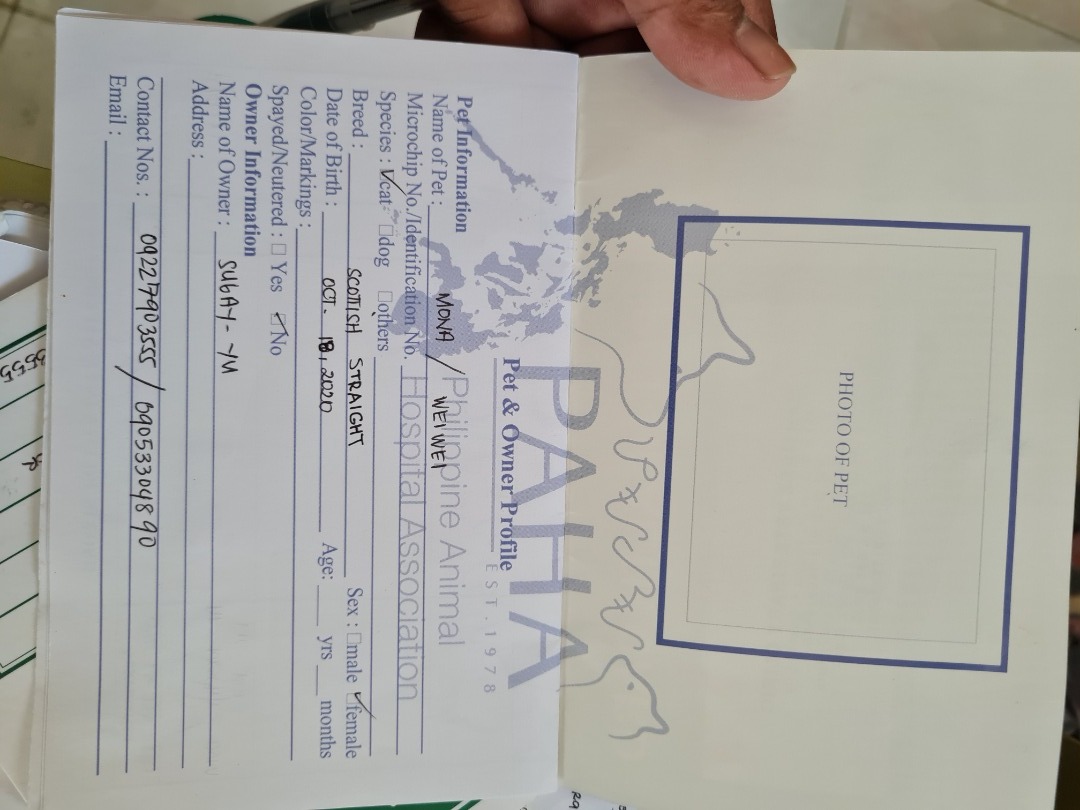 PHOTO OF PET
PAHA
EST. 1978
Philippine Animal
Hospital Association
Pet & Owner Profile
Pet Information
Name of Pet : MONA / WEI WEI
Microchip No./Identification No.
Species : ☑cat ☐dog ☐others
Breed : SCOTTISH STRAIGHT Sex : ☐male ☑female
Date of Birth : OCT. 18, 2020 Age: ___ yrs ___ months
Color/Markings :
Spayed/Neutered : ☐ Yes ☑ No
Owner Information
Name of Owner : SUBAY-YU
Address :
Contact Nos. : 09227903555 / 09053304890
Email :